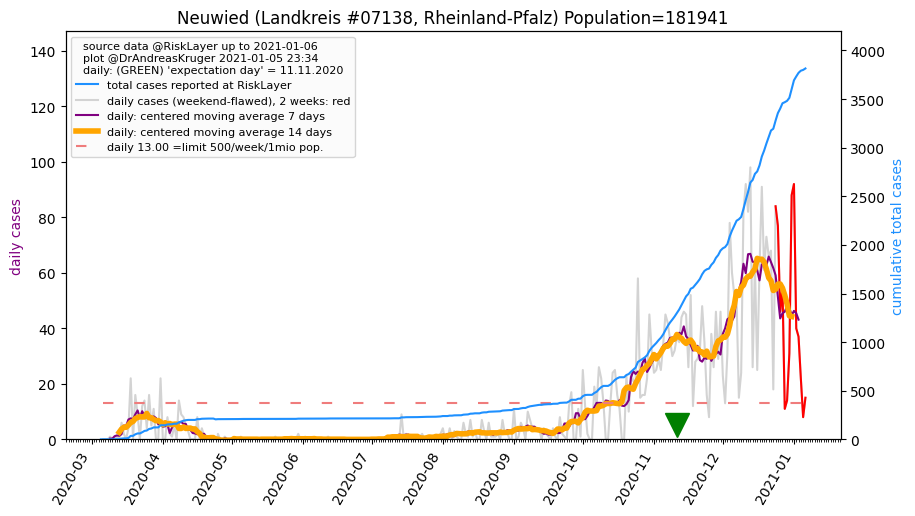 Neuwied (Landkreis #07138, Rheinland-Pfalz) Population=181941
source data @RiskLayer up to 2021-01-06
plot @DrAndreasKruger 2021-01-05 23:34
daily: (GREEN) 'expectation day' = 11.11.2020
total cases reported at RiskLayer
daily cases (weekend-flawed), 2 weeks: red
daily: centered moving average 7 days
daily: centered moving average 14 days
daily 13.00 =limit 500/week/1mio pop.
daily cases
140
120
100
80
60
40
20
0
cumulative total cases
4000
3500
3000
2500
2000
1500
1000
500
0
2020-03
2020-04
2020-05
2020-06
2020-07
2020-08
2020-09
2020-10
2020-11
2020-12
2021-01